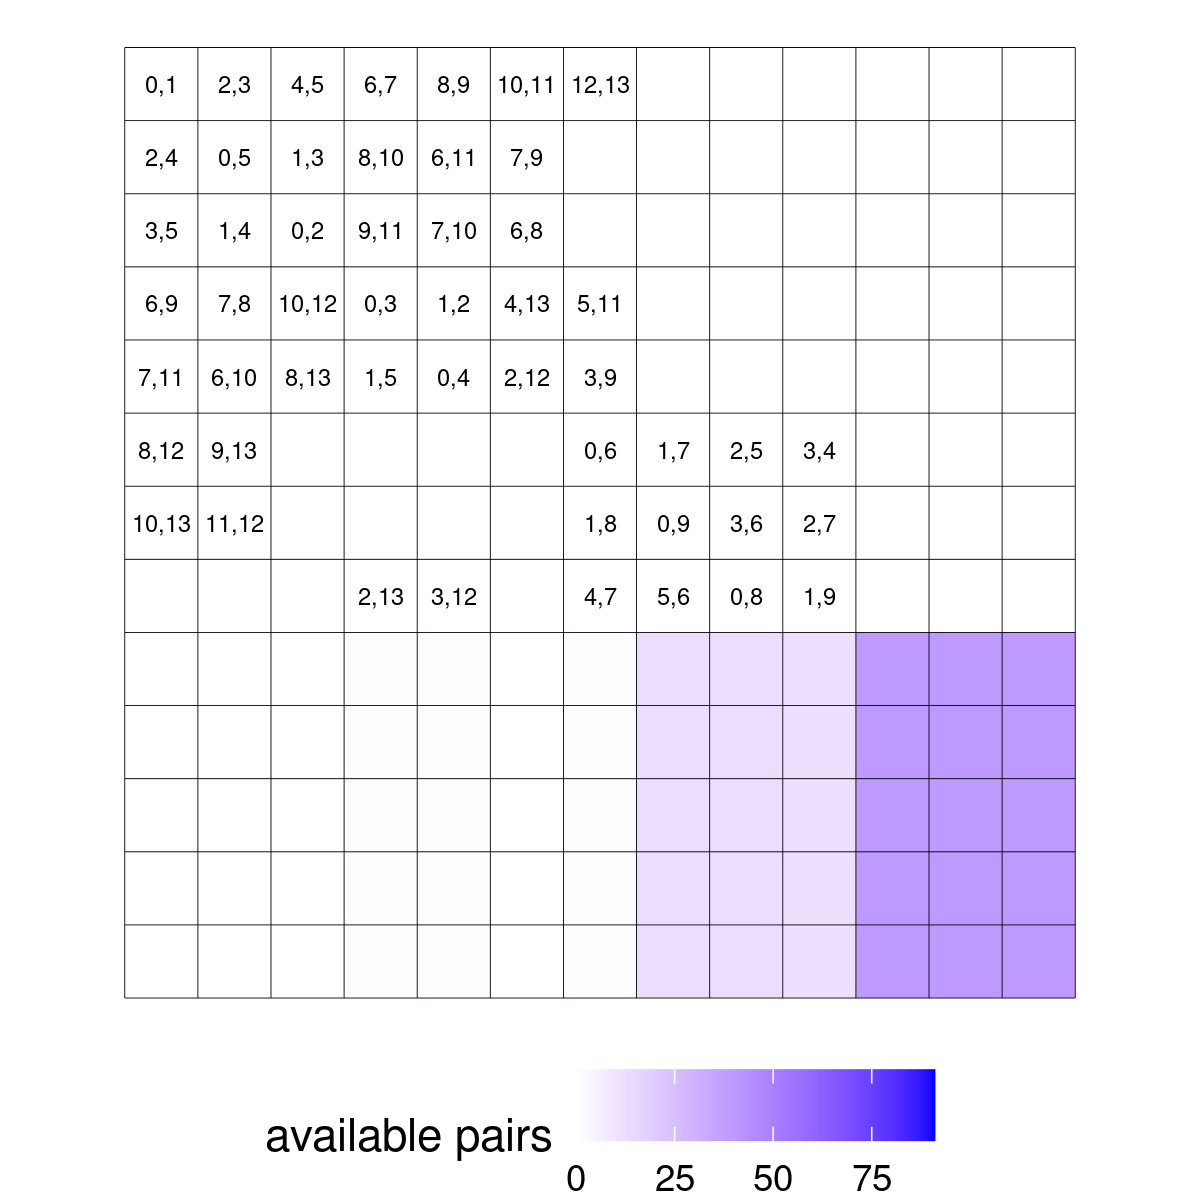 0,1 2,3 4,5 6,7 8,9 10,11 12,13
2,4 0,5 1,3 8,10 6,11 7,9
3,5 1,4 0,2 9,11 7,10 6,8
6,9 7,8 10,12 0,3 1,2 4,13 5,11
7,11 6,10 8,13 1,5 0,4 2,12 3,9
8,12 9,13 0,6 1,7 2,5 3,4
10,13 11,12 1,8 0,9 3,6 2,7
2,13 3,12 4,7 5,6 0,8 1,9
available pairs
0 25 50 75